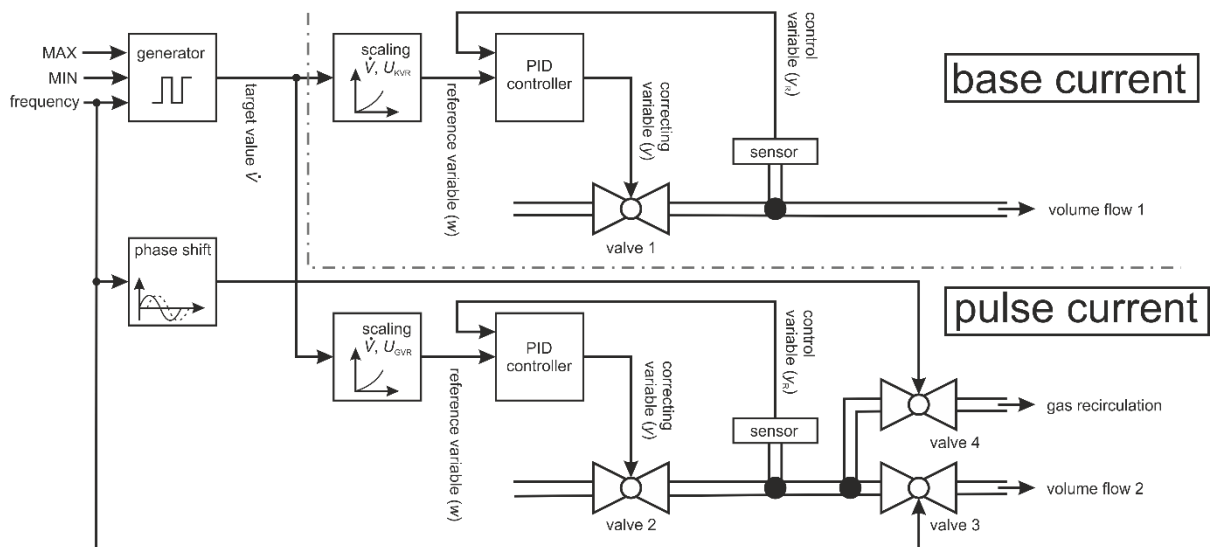 MAX
MIN
frequency
generator
target value V̇
scaling
V̇, U_KVR
reference variable (w)
PID
controller
correcting
variable (y)
control
variable (y_R)
sensor
valve 1
volume flow 1
base current
phase shift
scaling
V̇, U_GVR
reference variable (w)
PID
controller
correcting
variable (y)
control
variable (y_R)
sensor
valve 2
pulse current
gas recirculation
valve 4
volume flow 2
valve 3